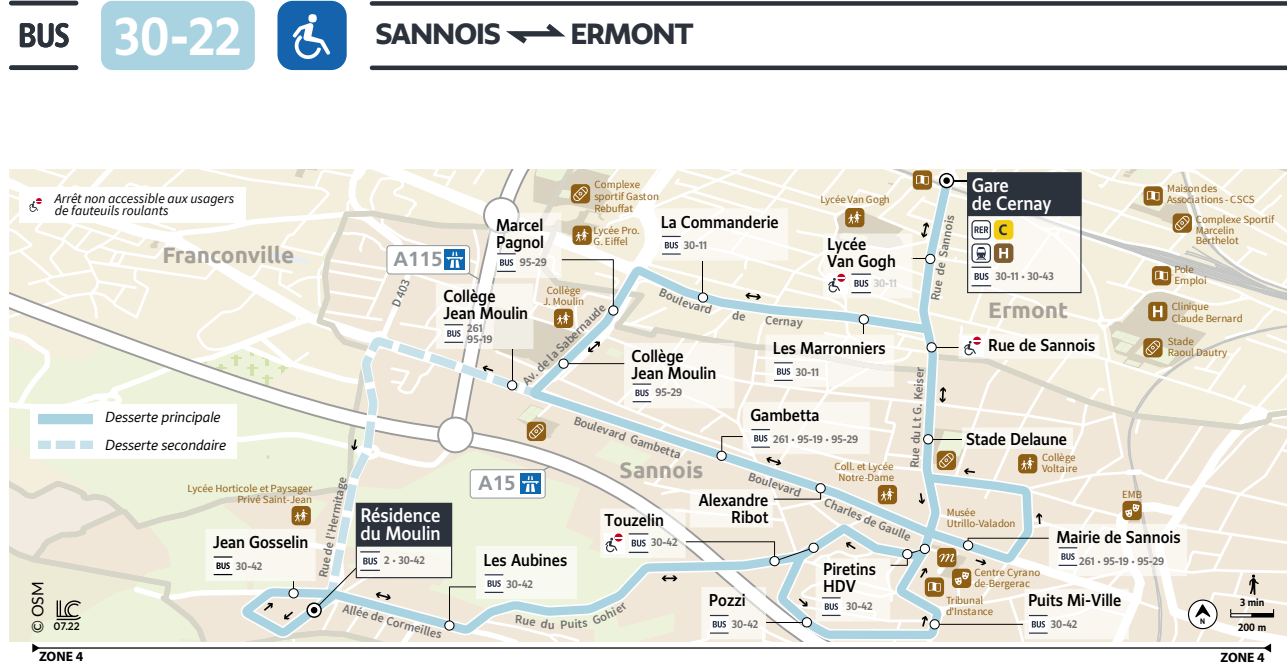 BUS
30-22
SANNOIS ERMONT
Arrêt non accessible aux usagers
de fauteuils roulants
Franconville
A115
D 403
Complexe
sportif Gaston
Rebuffat
Lycée Pro.
G. Eiffel
Marcel
Pagnol
BUS 95-29
La Commanderie
BUS 30-11
Lycée Van Gogh
Lycée
Van Gogh
BUS 30-11
Rue de Sannois
Gare
de Cernay
RER C
H
BUS 30-11 • 30-43
Maison des
Associations - CSCS
Complexe Sportif
Marcelin
Berthelot
Pole
Emploi
Clinique
Claude Bernard
H
Stade
Raoul Dautry
Ermont
Collège
Jean Moulin
BUS 261
95-19
Collège
J. Moulin
Av. de la Sabernaude
Boulevard de Cernay
Les Marronniers
BUS 30-11
Rue de Sannois
Collège
Jean Moulin
BUS 95-29
Rue du Lt G. Keiser
Desserte principale
Desserte secondaire
Boulevard Gambetta
Gambetta
BUS 261 • 95-19 • 95-29
Stade Delaune
Collège
Voltaire
Sannois
A15
Boulevard Charles de Gaulle
Coll. et Lycée
Notre-Dame
Alexandre
Ribot
Lycée Horticole et Paysager
Privé Saint-Jean
Rue de l'Hermitage
Résidence
du Moulin
BUS 2 • 30-42
Touzelin
BUS 30-42
Musée
Utrillo-Valadon
m
EMB
Mairie de Sannois
BUS 261 • 95-19 • 95-29
Jean Gosselin
BUS 30-42
Les Aubines
BUS 30-42
Piretins
HDV
BUS 30-42
Centre Cyrano
de-Bergerac
Tribunal
d'Instance
Pozzi
BUS 30-42
Puits Mi-Ville
BUS 30-42
Allée de Cormeilles
Rue du Puits Gohier
© OSM
LC
07.22
N
3 min
200 m
ZONE 4
ZONE 4